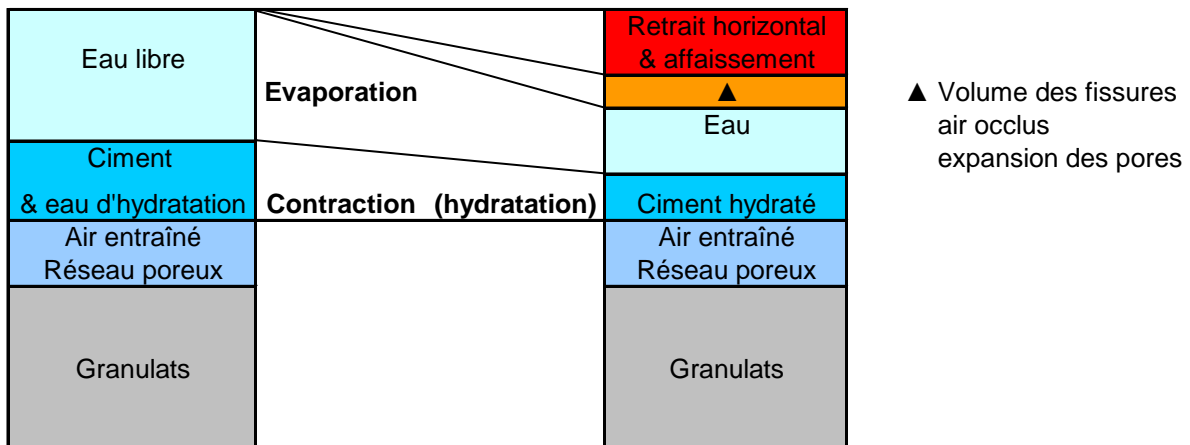 Eau libre
Ciment
& eau d'hydratation
Air entraîné
Réseau poreux
Granulats
Evaporation
Contraction (hydratation)
Retrait horizontal
& affaissement
▲
Eau
Ciment hydraté
Air entraîné
Réseau poreux
Granulats
▲ Volume des fissures
air occlus
expansion des pores